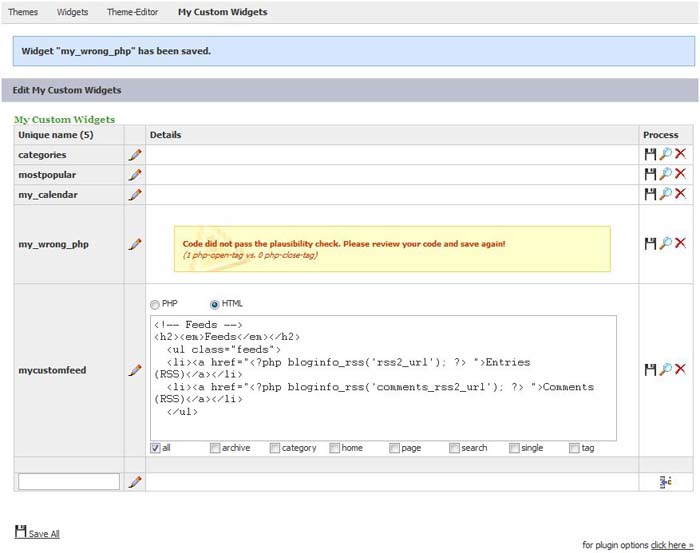 Themes Widgets Theme-Editor My Custom Widgets
Widget "my_wrong_php" has been saved.
Edit My Custom Widgets
My Custom Widgets
Unique name (5) Details Process
categories
mostpopular
my_calendar
my_wrong_php
Code did not pass the plausibility check. Please review your code and save again!
(1 php-open-tag vs. 0 php-close-tag)
PHP HTML
mycustomfeed
<!-- Feeds -->
<h2><em>Feeds</em></h2>
<ul class="feeds">
<li><a href="<?php bloginfo_rss('rss2_url'); ?> ">Entries
(RSS)</a></li>
<li><a href="<?php bloginfo_rss('comments_rss2_url'); ?> ">Comments
(RSS)</a></li>
</ul>
all archive category home page search single tag
Save All
for plugin options click here »